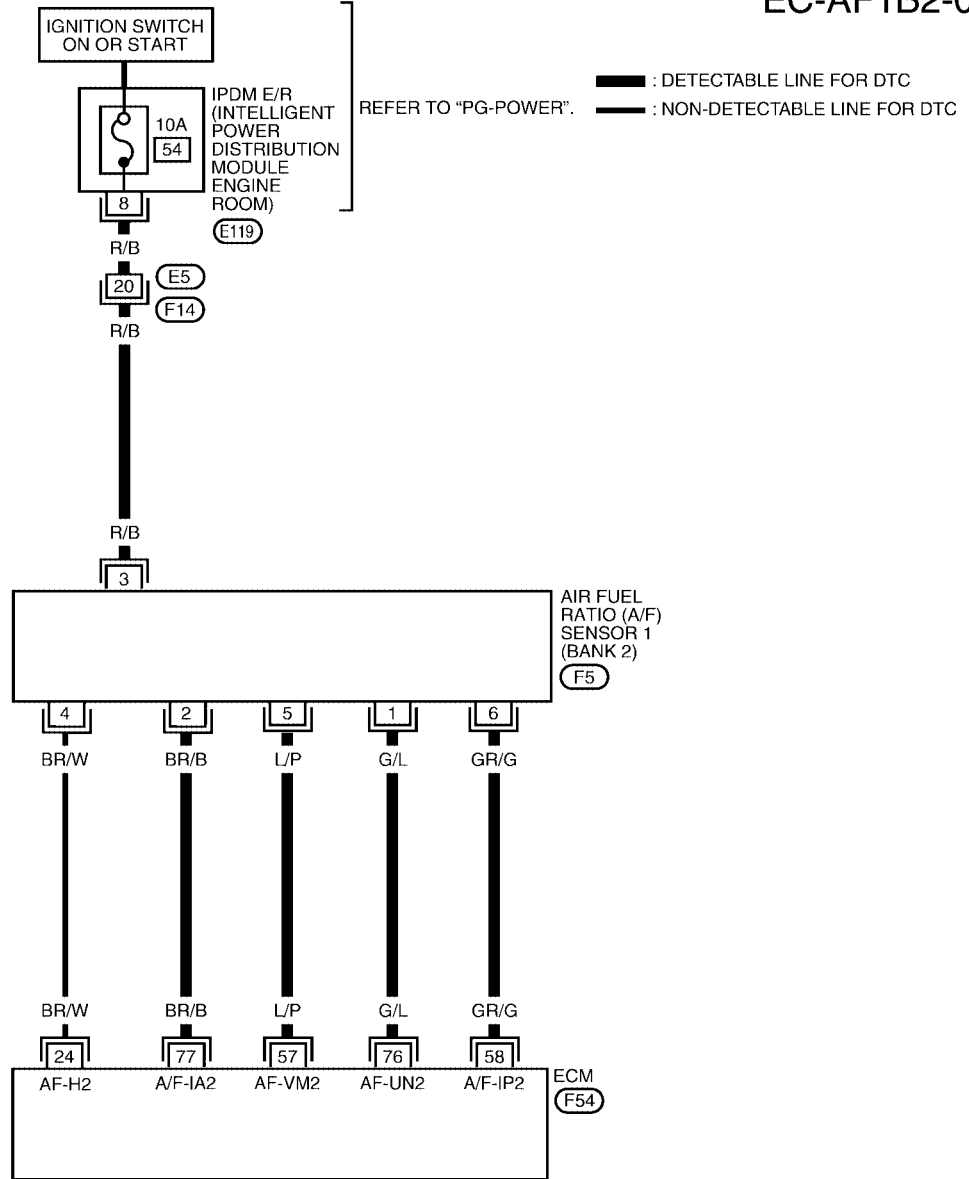 EC-AF1B2-0
IGNITION SWITCH
ON OR START
IPDM E/R
(INTELLIGENT
POWER
DISTRIBUTION
MODULE
ENGINE
ROOM)
10A
54
REFER TO “PG-POWER”.
: DETECTABLE LINE FOR DTC
: NON-DETECTABLE LINE FOR DTC
8
E119
R/B
20
E5
F14
R/B
R/B
3
AIR FUEL
RATIO (A/F)
SENSOR 1
(BANK 2)
F5
4 2 5 1 6
BR/W BR/B L/P G/L GR/G
BR/W BR/B L/P G/L GR/G
24 77 57 76 58
AF-H2 A/F-IA2 AF-VM2 AF-UN2 A/F-IP2
ECM
F54